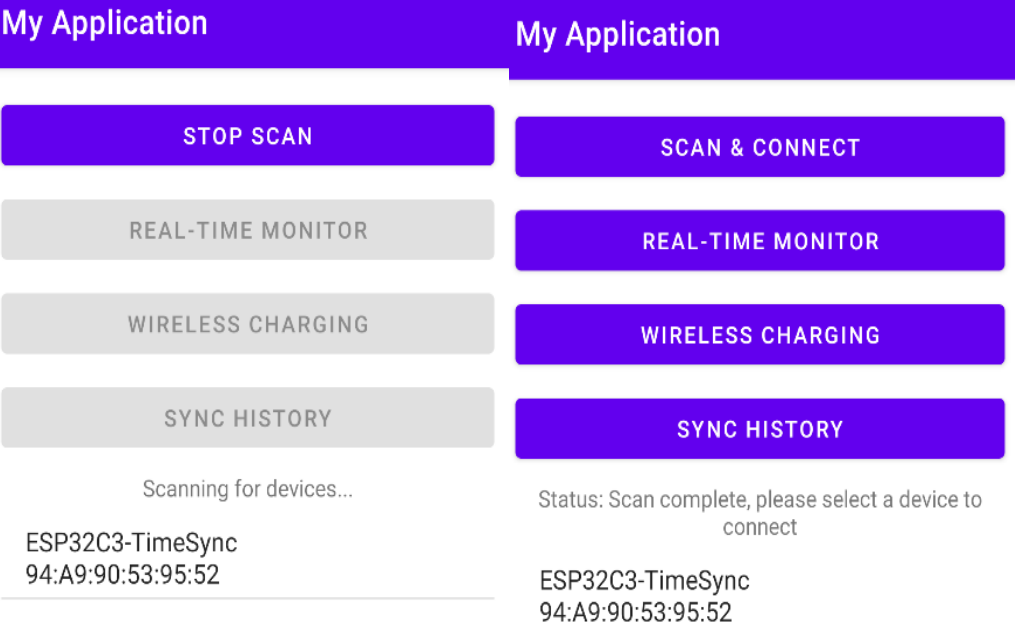 My Application
STOP SCAN
REAL-TIME MONITOR
WIRELESS CHARGING
SYNC HISTORY
Scanning for devices...
ESP32C3-TimeSync
94:A9:90:53:95:52
My Application
SCAN & CONNECT
REAL-TIME MONITOR
WIRELESS CHARGING
SYNC HISTORY
Status: Scan complete, please select a device to
connect
ESP32C3-TimeSync
94:A9:90:53:95:52